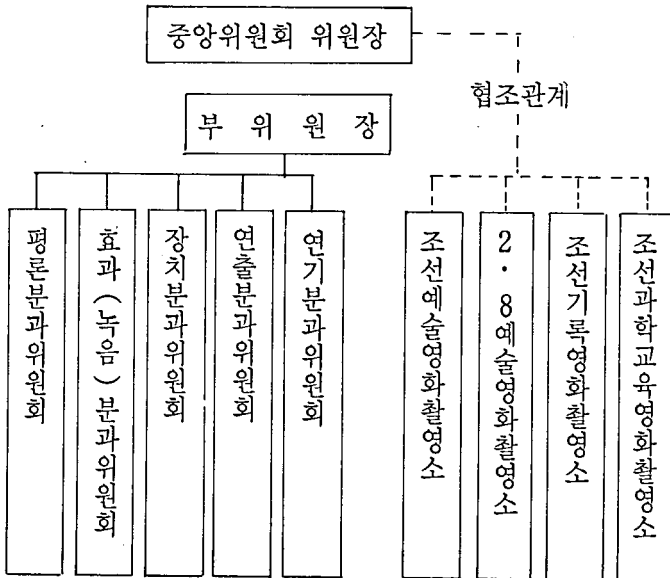 중앙위원회 위원장
협조관계
부 위 원 장
평론분과위원회
효과(녹음)분과위원회
장치분과위원회
연출분과위원회
연기분과위원회
조선예술영화촬영소
2·8예술영화촬영소
조선기록영화촬영소
조선과학교육영화촬영소